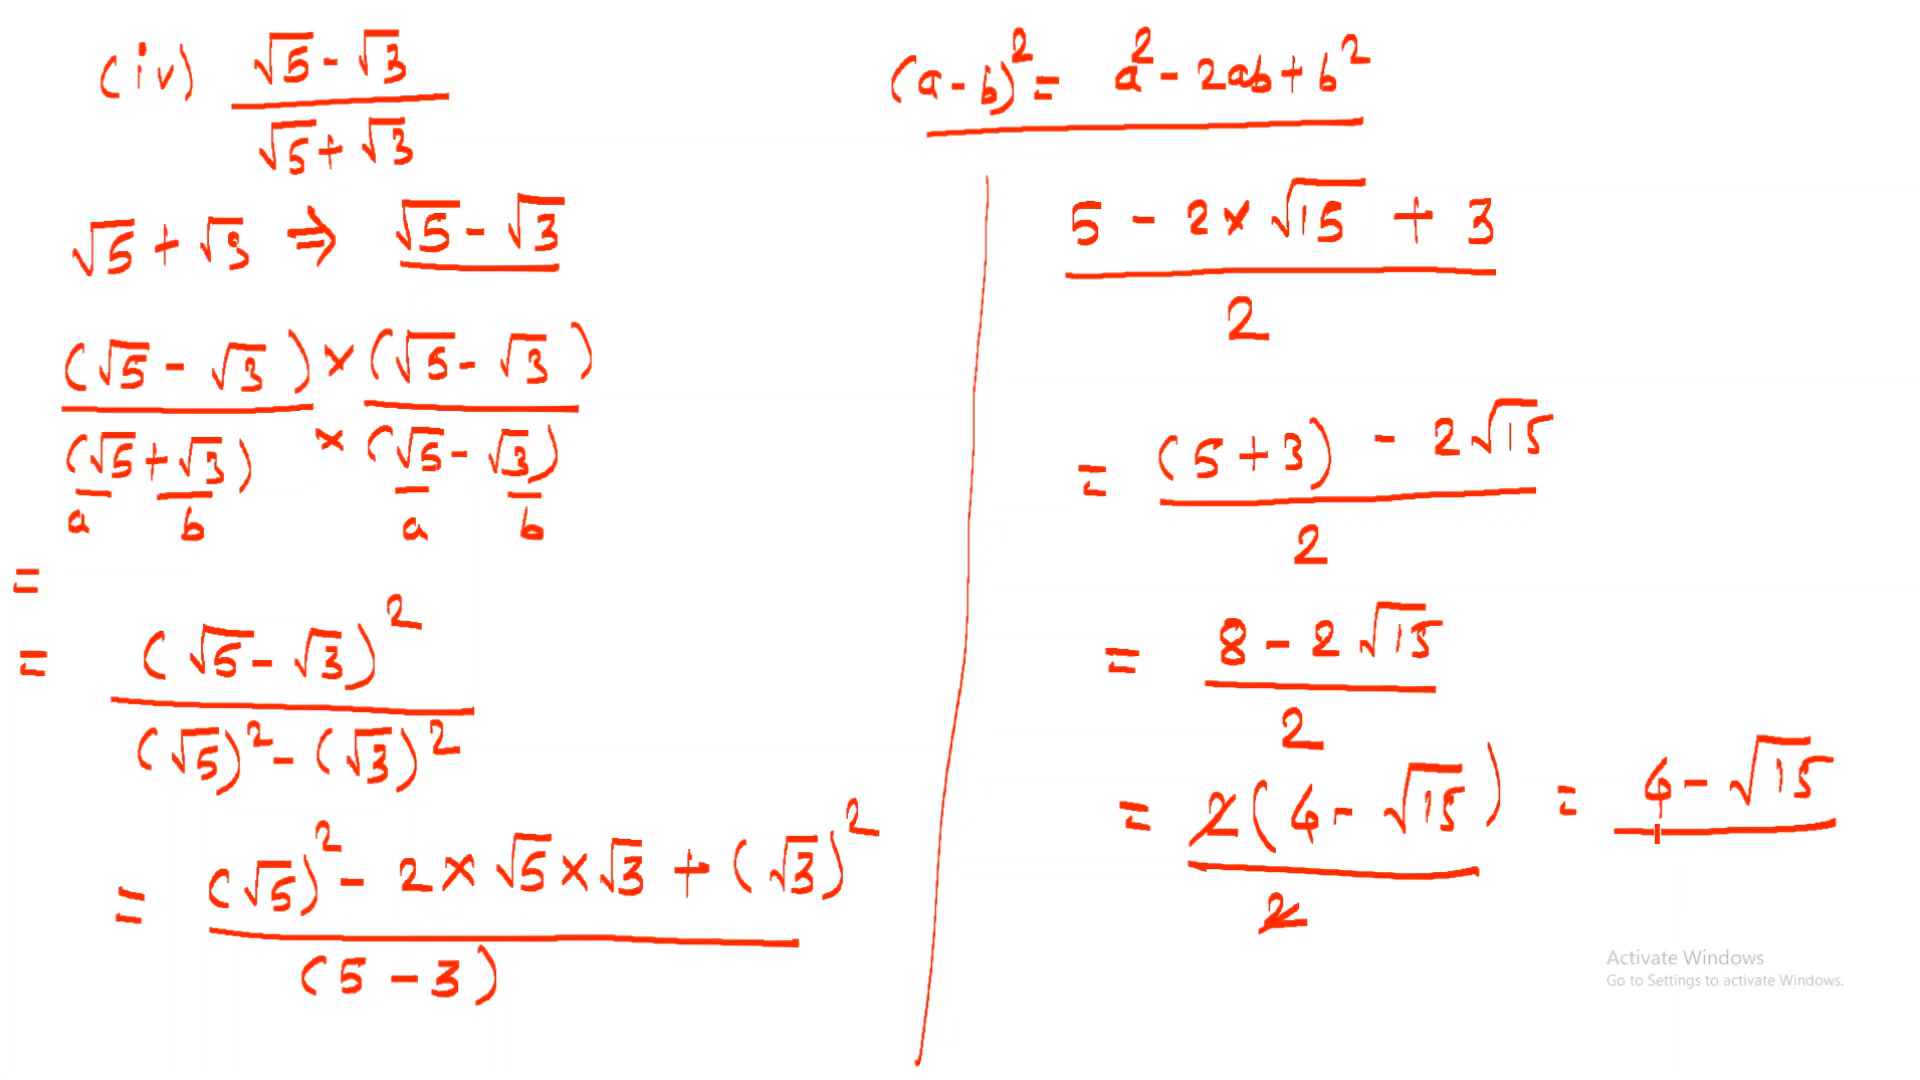 (iv) √5 - √3
√5 + √3
√5 + √3 ⇒ √5 - √3
(√5 - √3) × (√5 - √3)
(√5 + √3) × (√5 - √3)
a b a b
=
= (√5 - √3)²
(√5)² - (√3)²
= (√5)² - 2 × √5 × √3 + (√3)²
(5 - 3)
(a - b)² = a² - 2ab + b²
5 - 2 × √15 + 3
2
= (5 + 3) - 2√15
2
= 8 - 2√15
2
= 2(4 - √15) = 4 - √15
2
Activate Windows
Go to Settings to activate Windows.